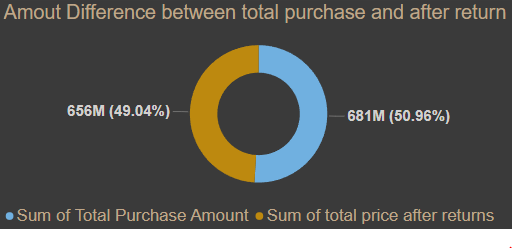 Amout Difference between total purchase and after return
656M (49.04%)
681M (50.96%)
Sum of Total Purchase Amount Sum of total price after returns